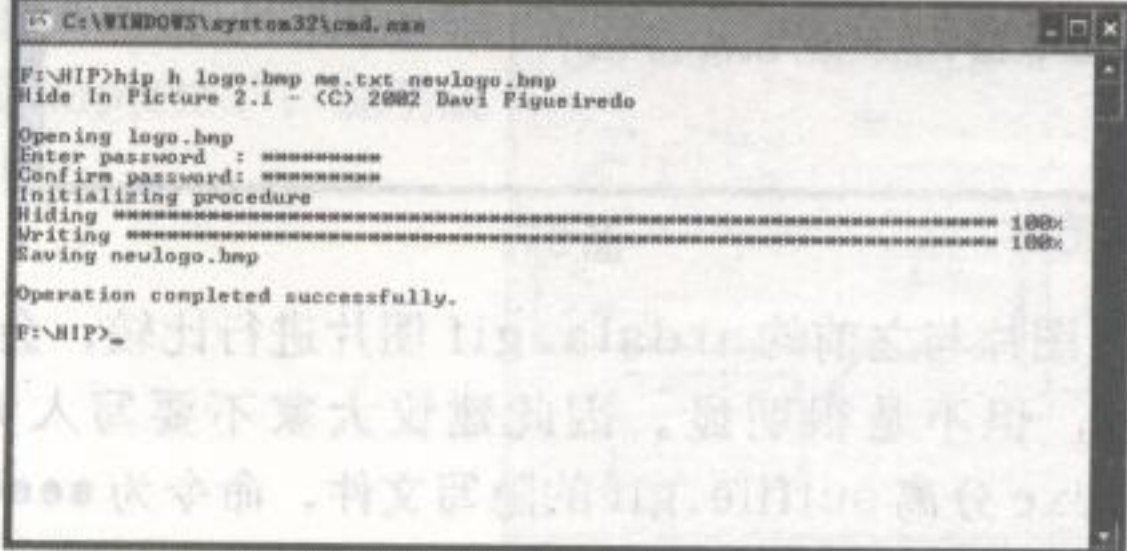 C:\WINDOWS\system32\cmd.exe
F:\HIP>hip h logo.bmp me.txt newlogo.bmp
Hide In Picture 2.1 - (C) 2002 Davi Figueiredo
Opening logo.bmp
Enter password  : *********
Confirm password: *********
Initializing procedure
Hiding **************************************************************** 100%
Writing *************************************************************** 100%
Saving newlogo.bmp
Operation completed successfully.
F:\HIP>_